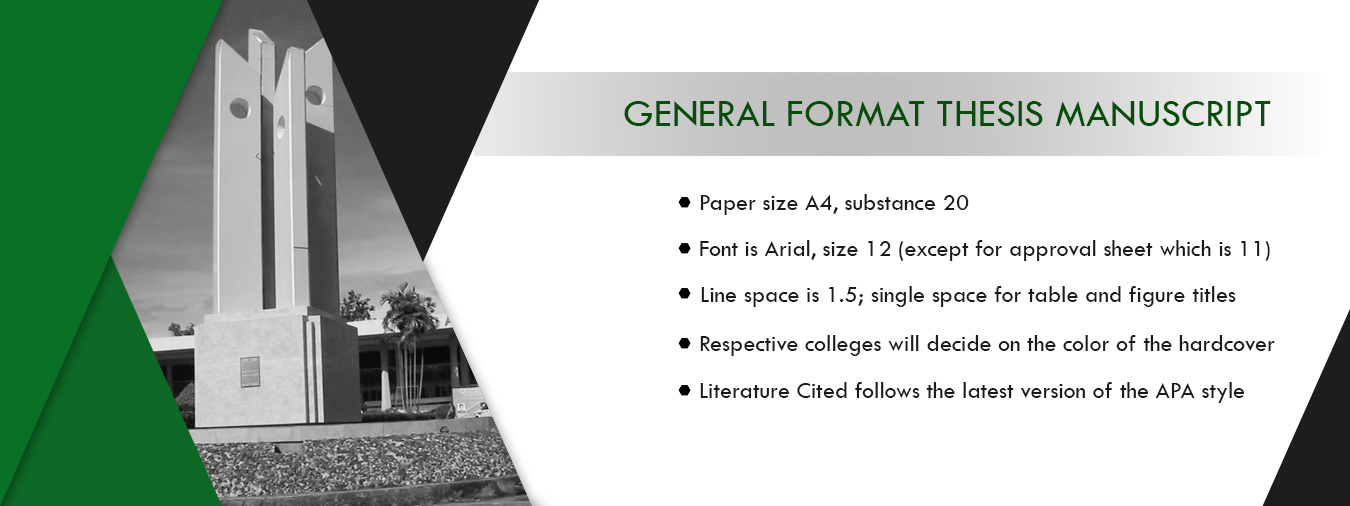 GENERAL FORMAT THESIS MANUSCRIPT
Paper size A4, substance 20
Font is Arial, size 12 (except for approval sheet which is 11)
Line space is 1.5; single space for table and figure titles
Respective colleges will decide on the color of the hardcover
Literature Cited follows the latest version of the APA style